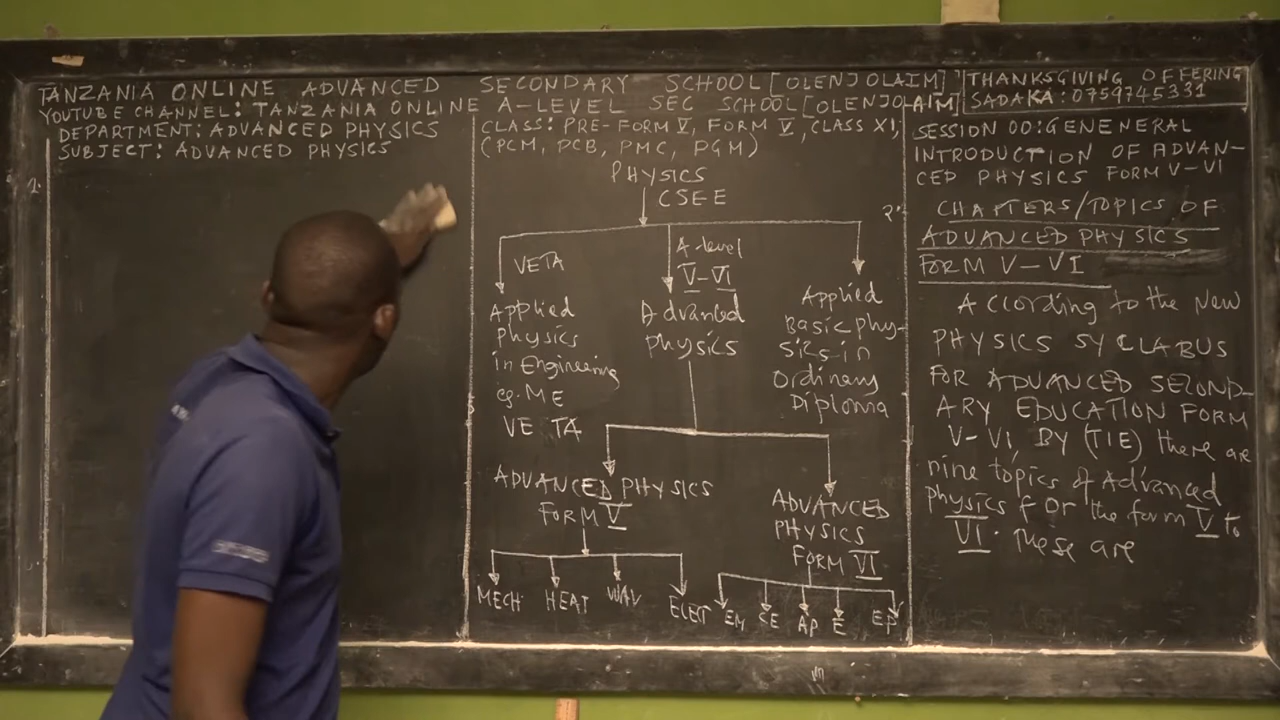 TANZANIA ONLINE ADVANCED SECONDARY SCHOOL [OLENJOLAIM]
YOUTUBE CHANNEL: TANZANIA ONLINE A-LEVEL SEC SCHOOL [OLENJOLAIM]
DEPARTMENT: ADVANCED PHYSICS
SUBJECT: ADVANCED PHYSICS
CLASS: PRE-FORM V, FORM V, CLASS XI,
(PCM, PCB, PMC, PGM)
PHYSICS
CSEE
VETA
A-level
V-VI
Applied
physics
in Engineering
eg. ME
VETA
Advanced
physics
Applied
Basic phy-
sics in
Ordinary
Diploma
ADVANCED PHYSICS
FORM V
ADVANCED
PHYSICS
FORM VI
MECH HEAT WAV ELECT
EM CE AP E EP
THANKSGIVING OFFERING
SADAKA: 0759745331
SESSION 00: GENENERAL
INTRODUCTION OF ADVAN-
CED PHYSICS FORM V-VI
CHAPTERS/TOPICS OF
ADVANCED PHYSICS
FORM V-VI
Acording to the New
PHYSICS SYLLABUS
FOR ADVANCED SECOND-
ARY EDUCATION FORM
V-VI, BY (TIE) there are
nine topics of Advanced
physics for the form V to
VI. These are